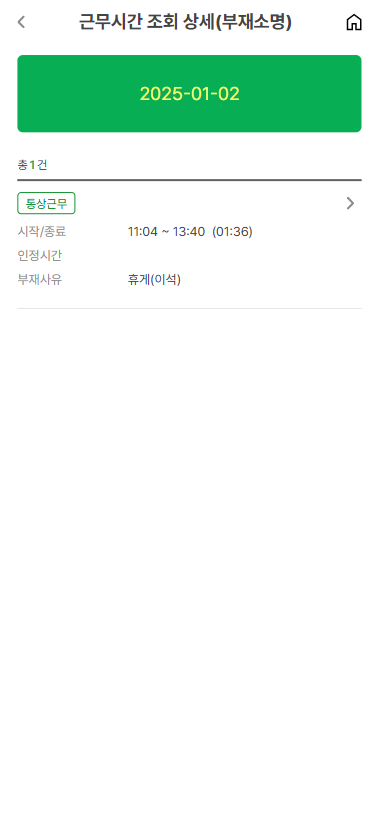 근무시간 조회 상세(부재소명)
2025-01-02
총 1 건
통상근무
시작/종료 11:04 ~ 13:40 (01:36)
인정시간
부재사유 휴게(이석)